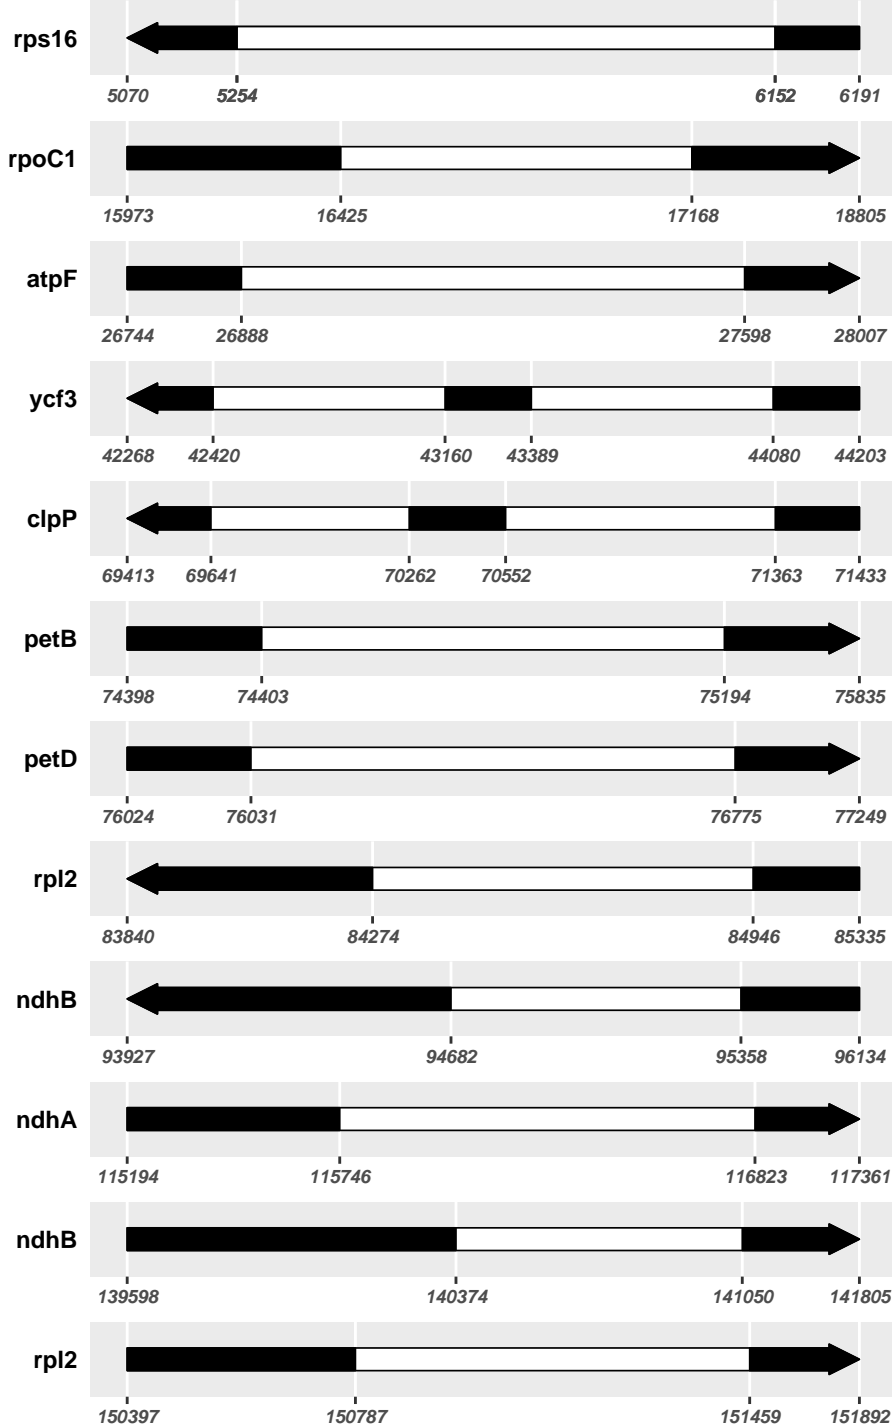 rps16
5070 5254 6152 6191
rpoC1
15973 16425 17168 18805
atpF
26744 26888 27598 28007
ycf3
42268 42420 43160 43389 44080 44203
clpP
69413 69641 70262 70552 71363 71433
petB
74398 74403 75194 75835
petD
76024 76031 76775 77249
rpl2
83840 84274 84946 85335
ndhB
93927 94682 95358 96134
ndhA
115194 115746 116823 117361
ndhB
139598 140374 141050 141805
rpl2
150397 150787 151459 151892